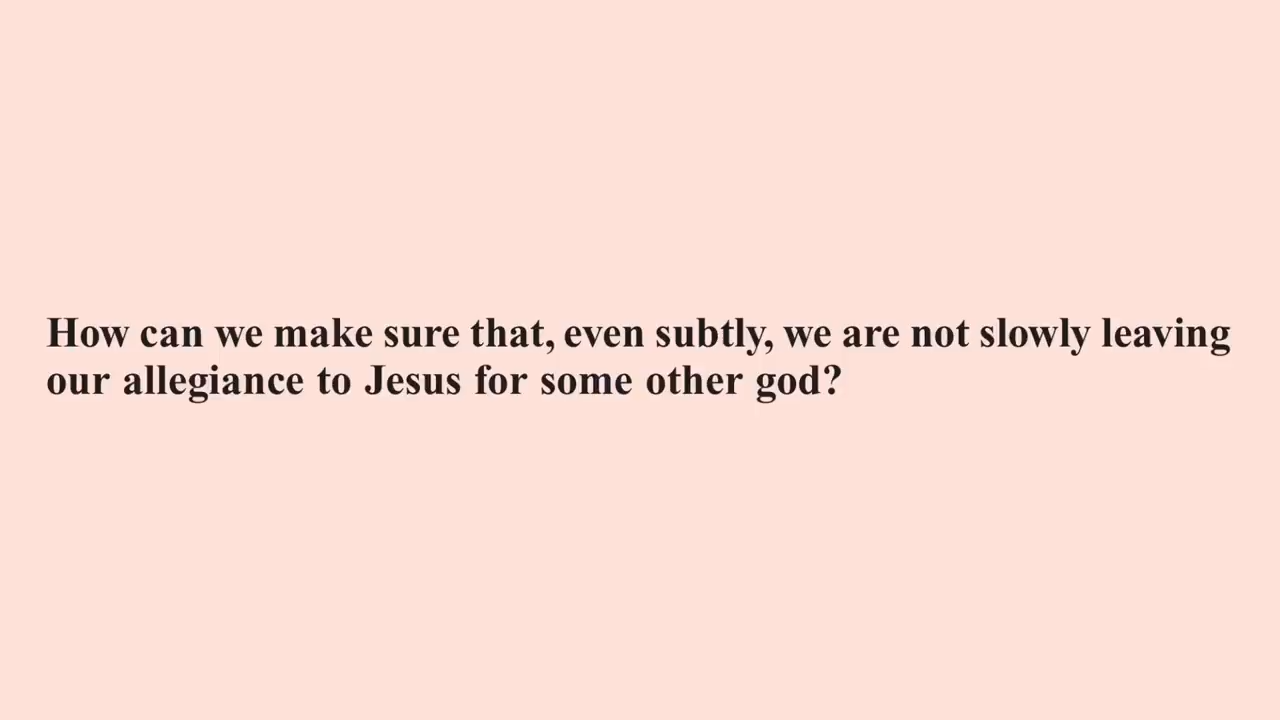 How can we make sure that, even subtly, we are not slowly leaving
our allegiance to Jesus for some other god?